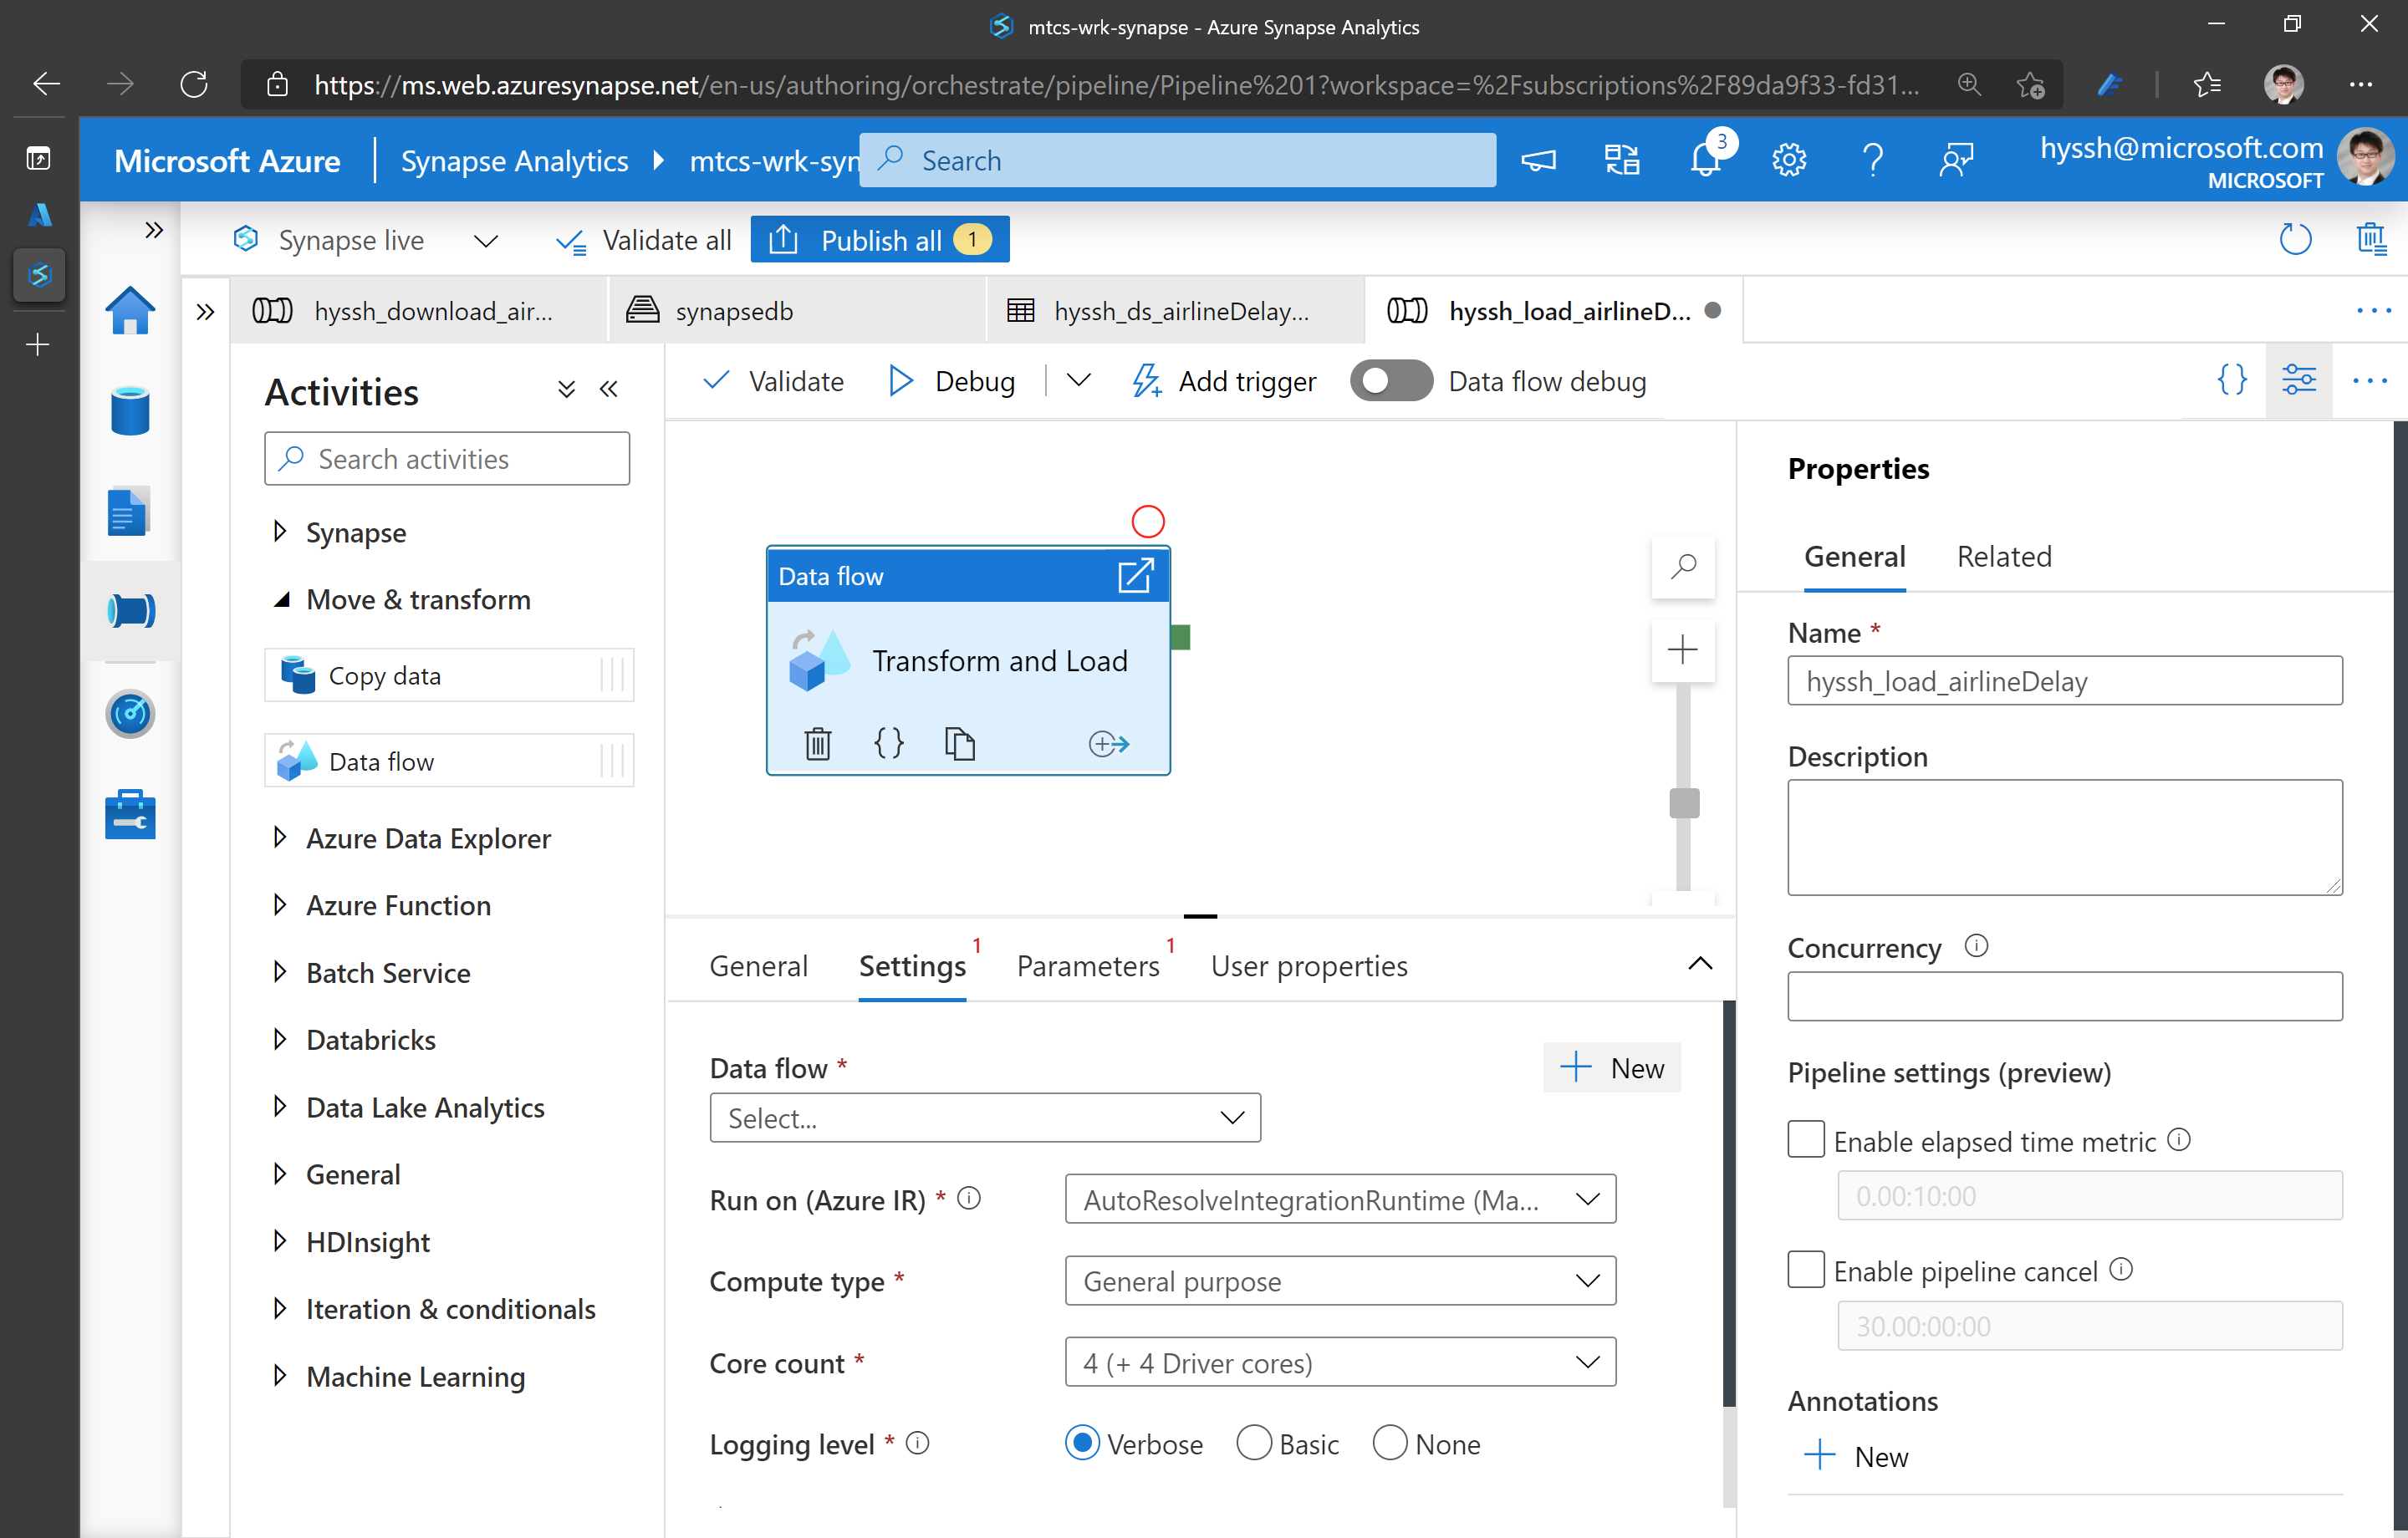 mtcs-wrk-synapse - Azure Synapse Analytics
https://ms.web.azuresynapse.net/en-us/authoring/orchestrate/pipeline/Pipeline%201?workspace=%2Fsubscriptions%2F89da9f33-fd31...
Microsoft Azure
Synapse Analytics
mtcs-wrk-syn
Search
3
hyssh@microsoft.com
MICROSOFT
Synapse live
Validate all
Publish all 1
hyssh_download_air...
synapsedb
hyssh_ds_airlineDelay...
hyssh_load_airlineD...
Activities
Search activities
Synapse
Move & transform
Copy data
Data flow
Azure Data Explorer
Azure Function
Batch Service
Databricks
Data Lake Analytics
General
HDInsight
Iteration & conditionals
Machine Learning
Validate
Debug
Add trigger
Data flow debug
Data flow
Transform and Load
General
Settings 1
Parameters 1
User properties
Data flow *
New
Select...
Run on (Azure IR) *
AutoResolveIntegrationRuntime (Ma...
Compute type *
General purpose
Core count *
4 (+ 4 Driver cores)
Logging level *
Verbose
Basic
None
Properties
General
Related
Name *
hyssh_load_airlineDelay
Description
Concurrency
Pipeline settings (preview)
Enable elapsed time metric
0.00:10:00
Enable pipeline cancel
30.00:00:00
Annotations
New